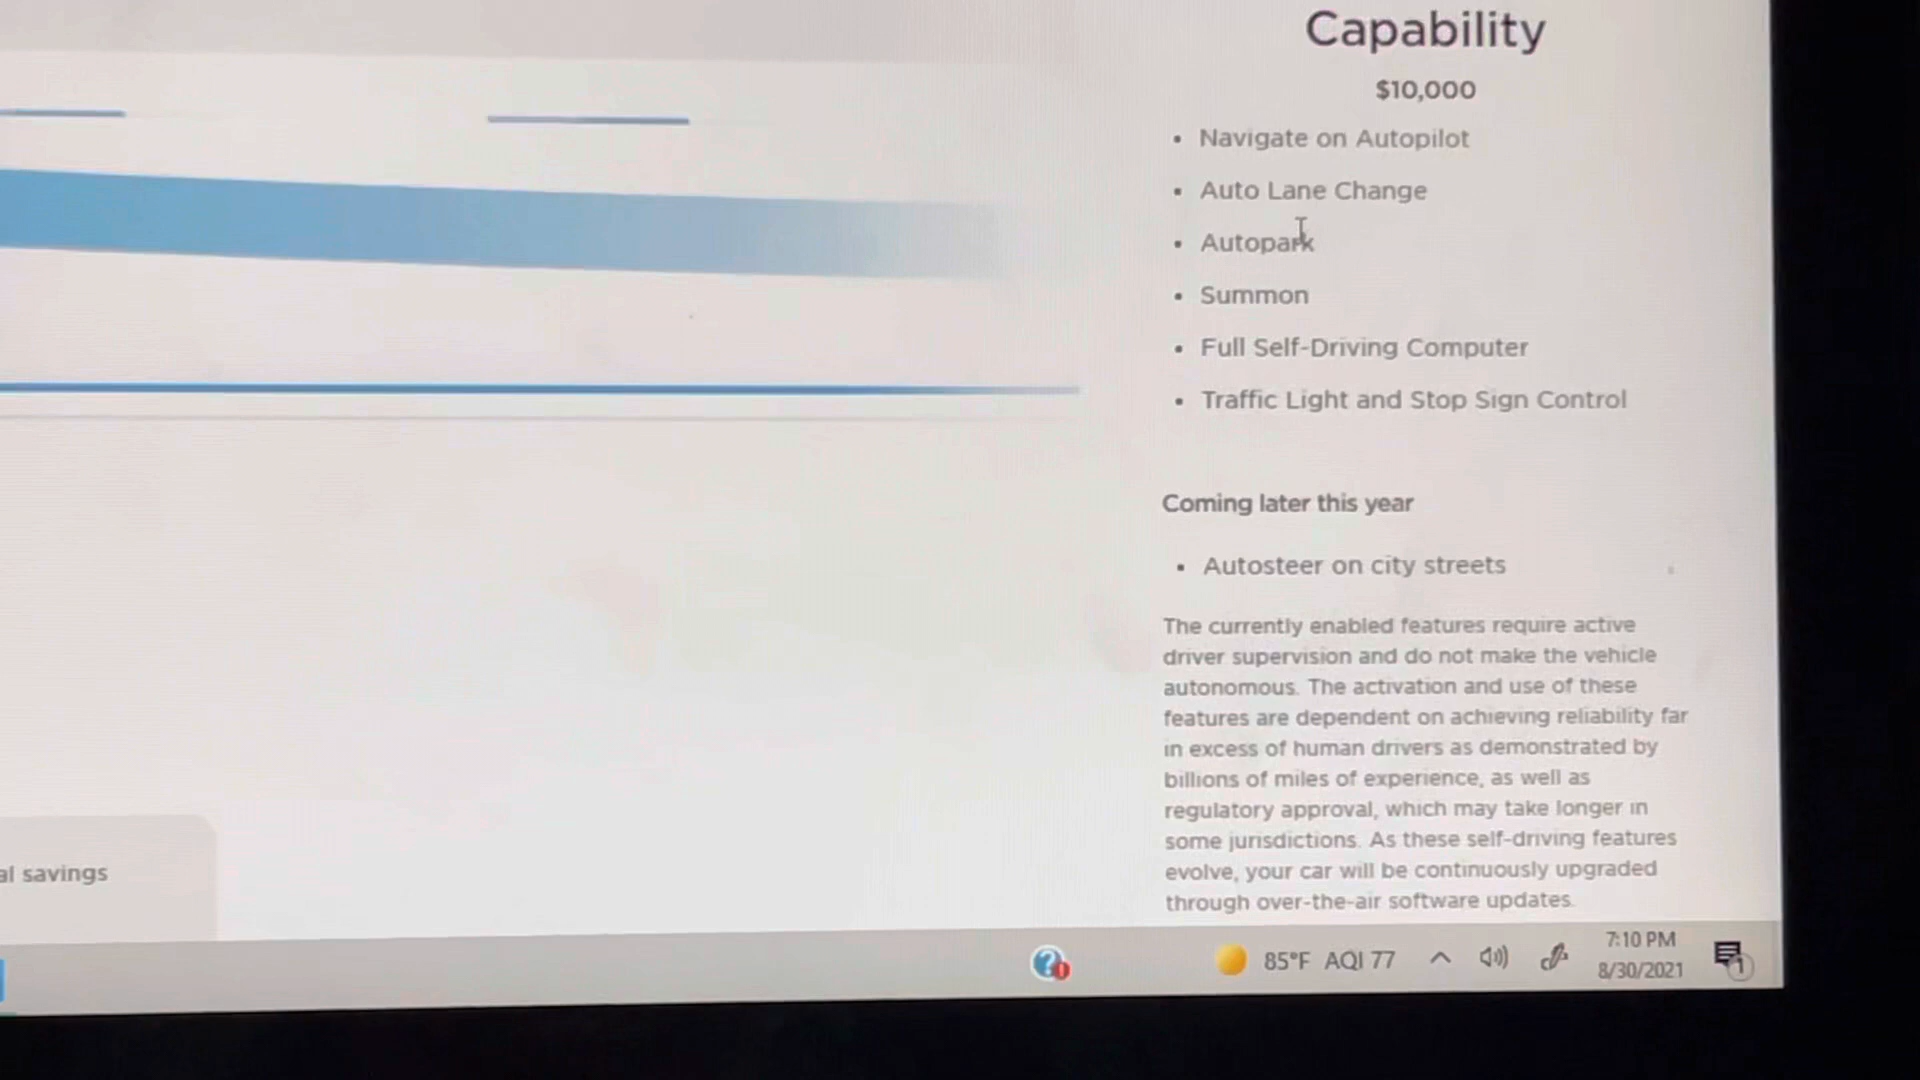 Capability
$10,000
• Navigate on Autopilot
• Auto Lane Change
• Autopark
• Summon
• Full Self-Driving Computer
• Traffic Light and Stop Sign Control
Coming later this year
• Autosteer on city streets
The currently enabled features require active
driver supervision and do not make the vehicle
autonomous. The activation and use of these
features are dependent on achieving reliability far
in excess of human drivers as demonstrated by
billions of miles of experience, as well as
regulatory approval, which may take longer in
some jurisdictions. As these self-driving features
evolve, your car will be continuously upgraded
through over-the-air software updates.
al savings
85°F AQI 77
7:10 PM
8/30/2021
1